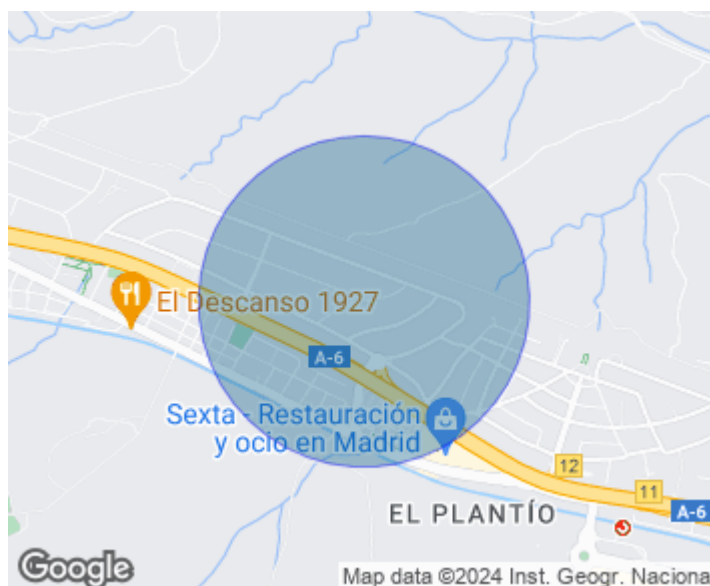 El Descanso 1927
A-6
Sexta - Restauración
y ocio en Madrid
12
11
A-6
EL PLANTÍO
Google
Map data ©2024 Inst. Geogr. Naciona